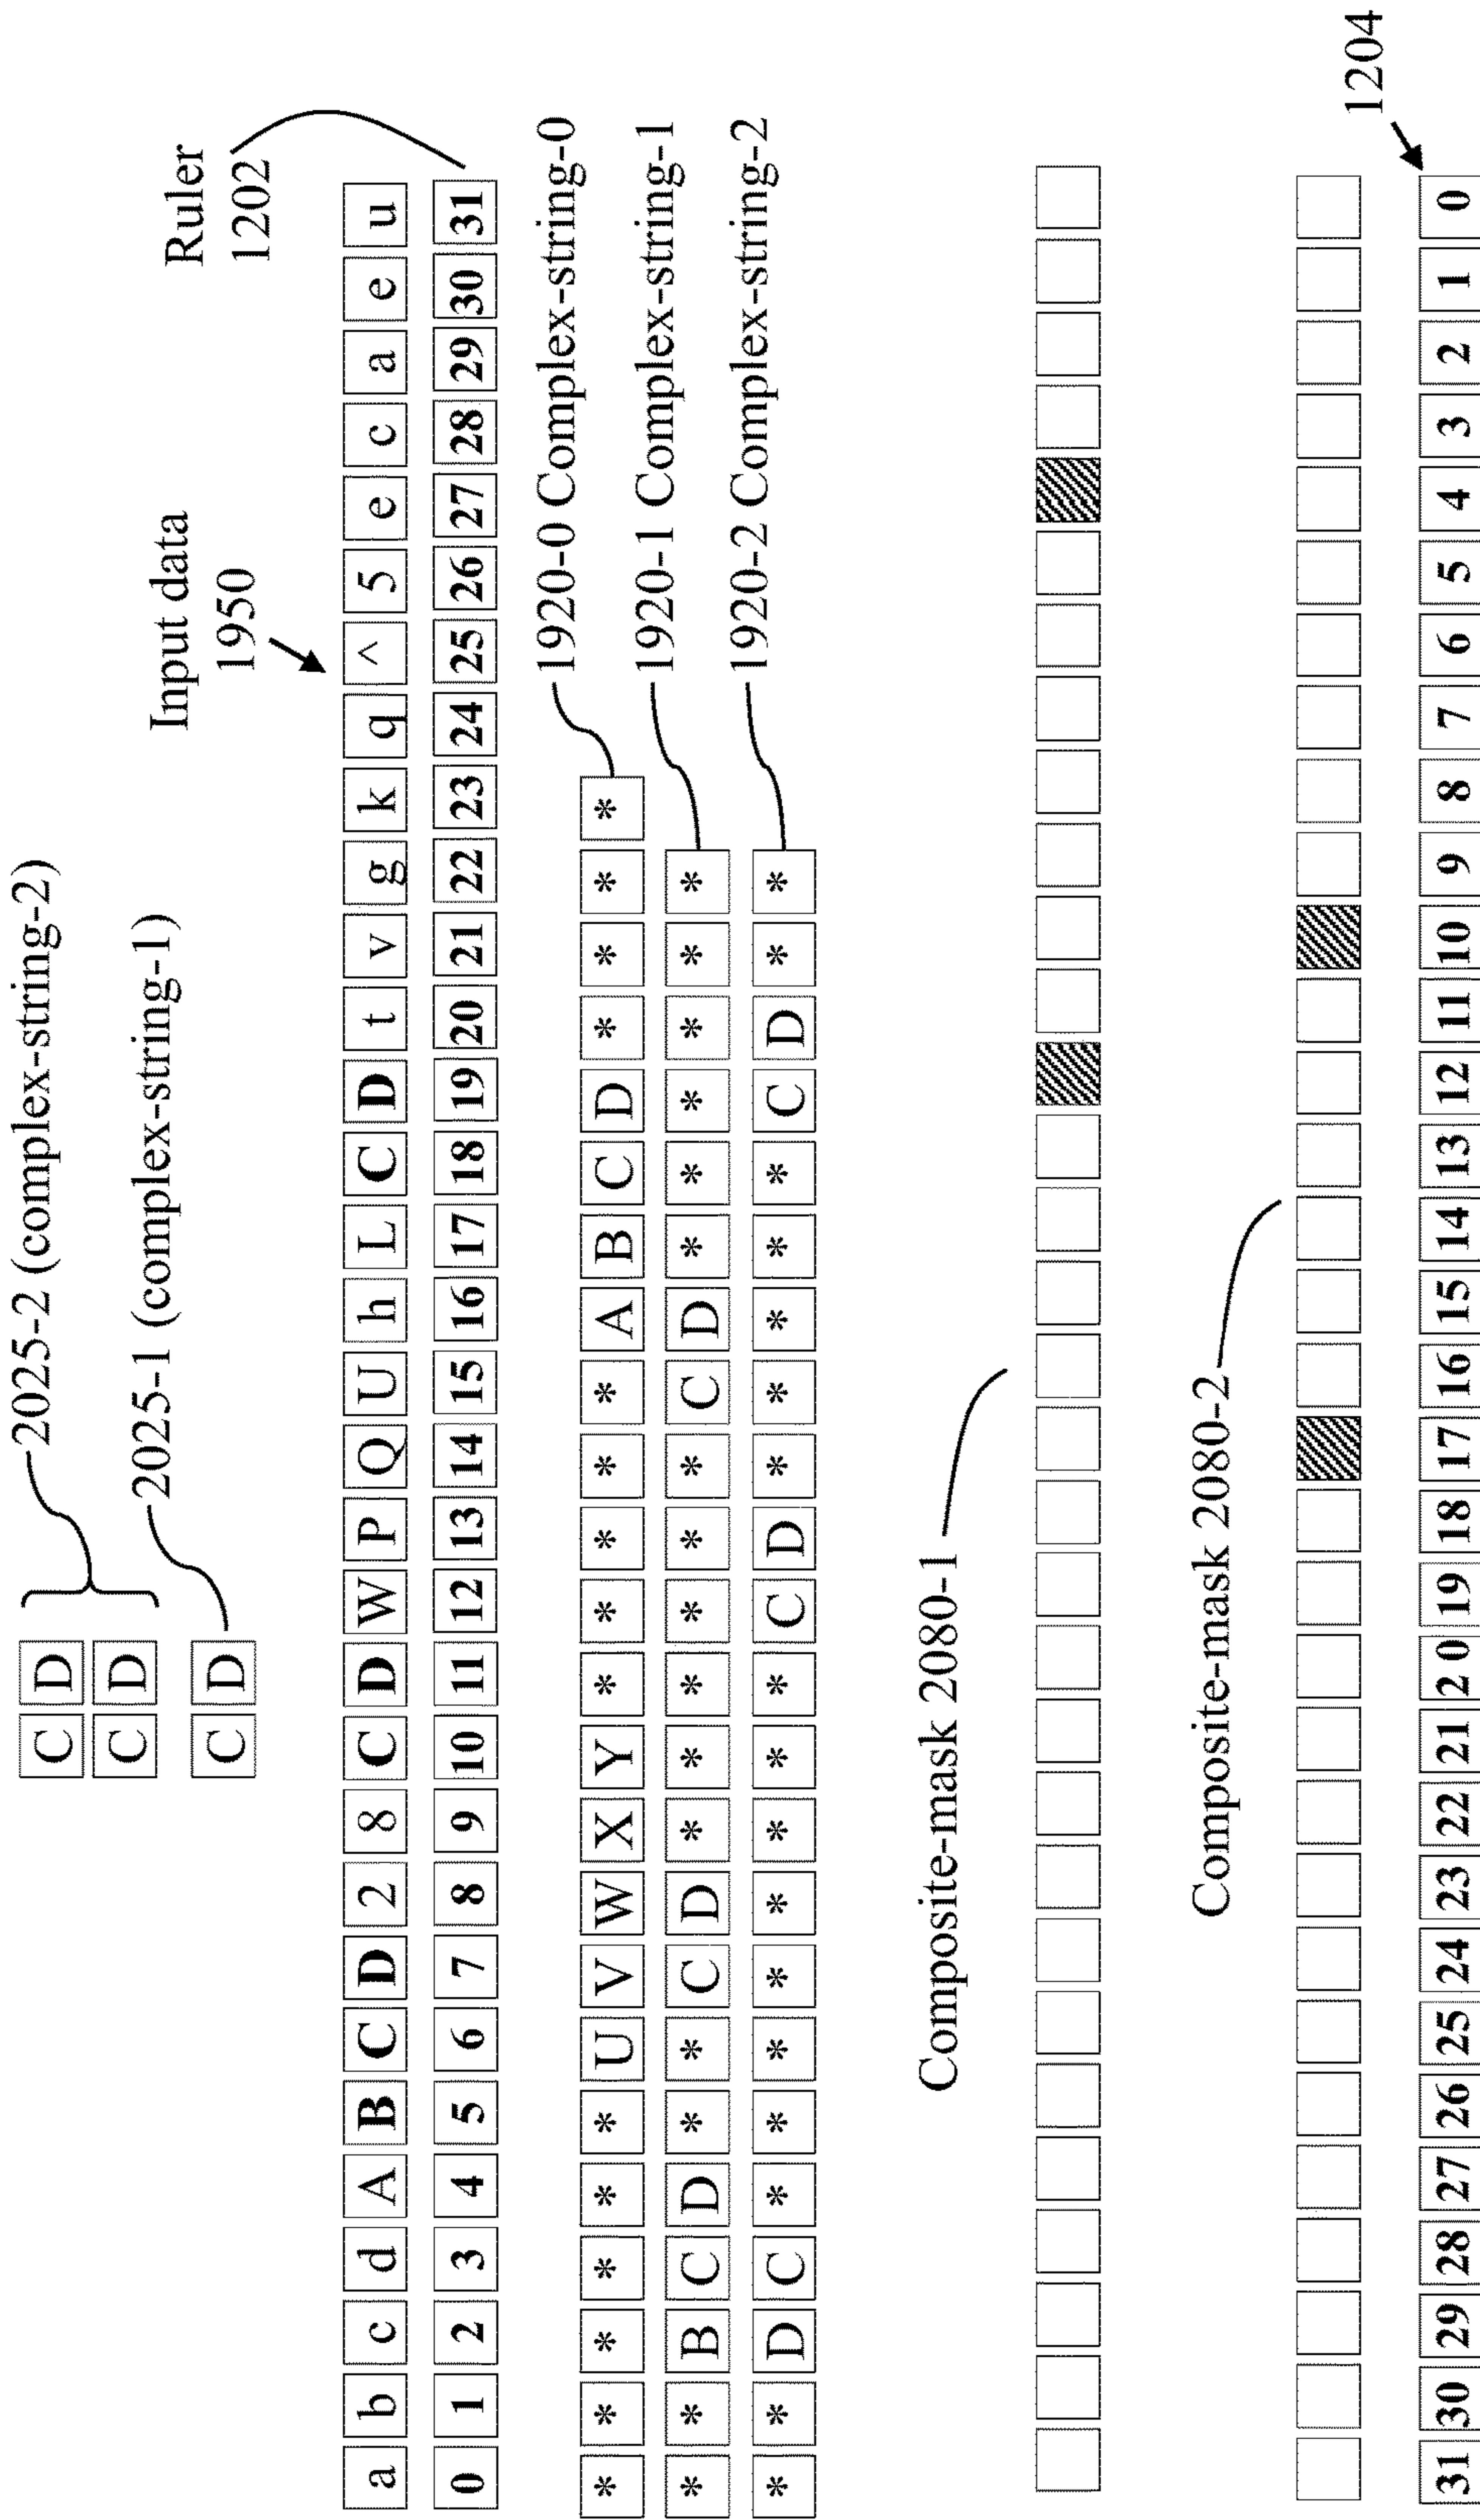 C D
C D
2025-2 (complex-string-2)
C D
2025-1 (complex-string-1)
Input data
1950
Ruler
1202
a b c d A B C D 2 8 C D W P Q U h L C D t v g k q ^ 5 e c a e u
0 1 2 3 4 5 6 7 8 9 10 11 12 13 14 15 16 17 18 19 20 21 22 23 24 25 26 27 28 29 30 31
* * * * * * U V W X Y * * * * * A B C D * * * *
1920-0 Complex-string-0
* * B C D * * C D * * * * * * C D * * * * * *
1920-1 Complex-string-1
* * D C * * * * * * * * C D * * * * * C D * *
1920-2 Complex-string-2
Composite-mask 2080-1
Composite-mask 2080-2
1204
31 30 29 28 27 26 25 24 23 22 21 20 19 18 17 16 15 14 13 12 11 10 9 8 7 6 5 4 3 2 1 0